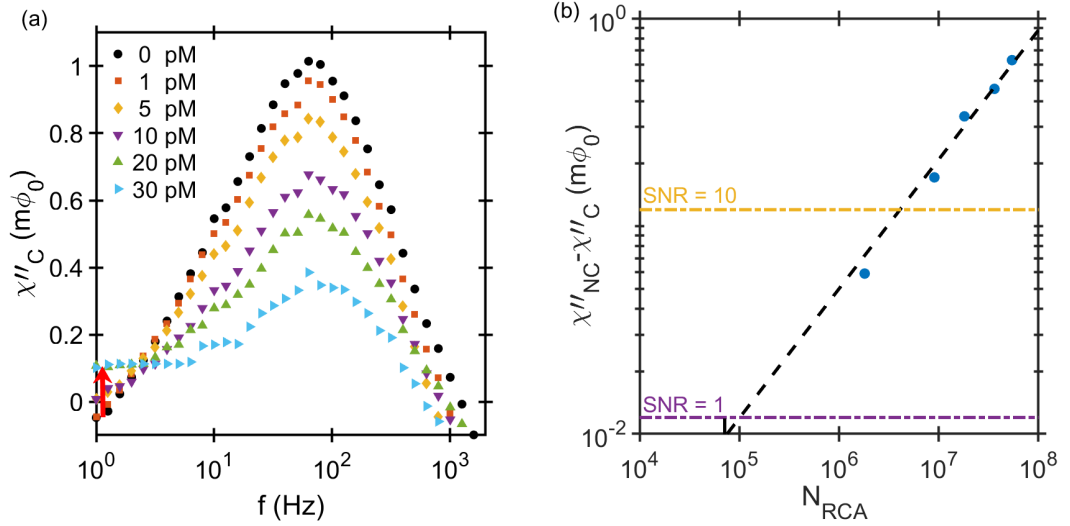 (a)
0 pM
1 pM
5 pM
10 pM
20 pM
30 pM
1
0.8
0.6
0.4
0.2
0
χ''C (mϕ0)
10^0
10^1
10^2
10^3
f (Hz)
(b)
10^0
10^-2
χ''NC-χ''C (mϕ0)
SNR = 10
SNR = 1
10^4
10^5
10^6
10^7
10^8
NRCA